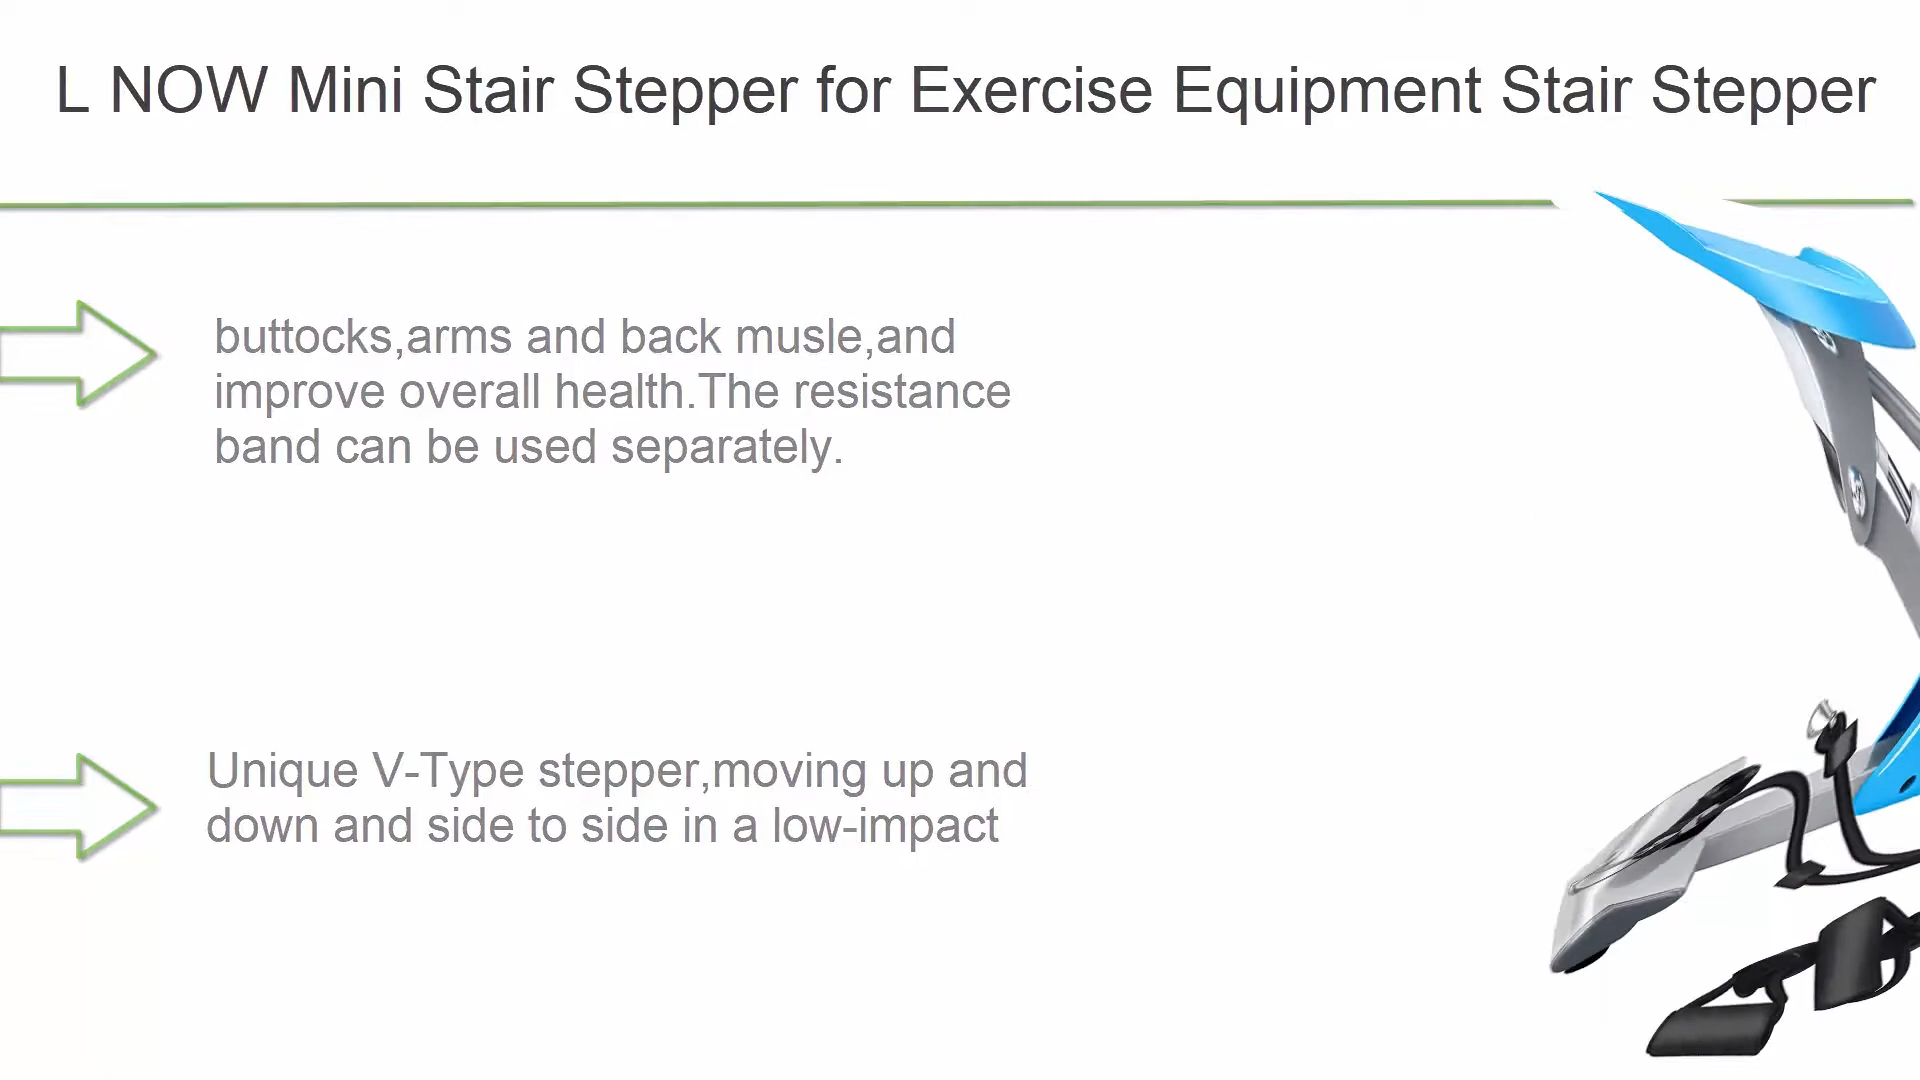 L NOW Mini Stair Stepper for Exercise Equipment Stair Stepper
buttocks,arms and back musle,and
improve overall health.The resistance
band can be used separately.
Unique V-Type stepper,moving up and
down and side to side in a low-impact